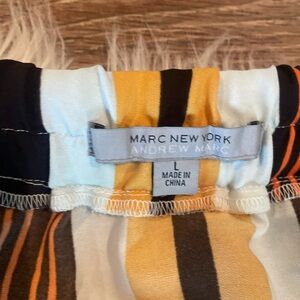 MARC NEW YORK
ANDREW MARC
L
MADE IN
CHINA